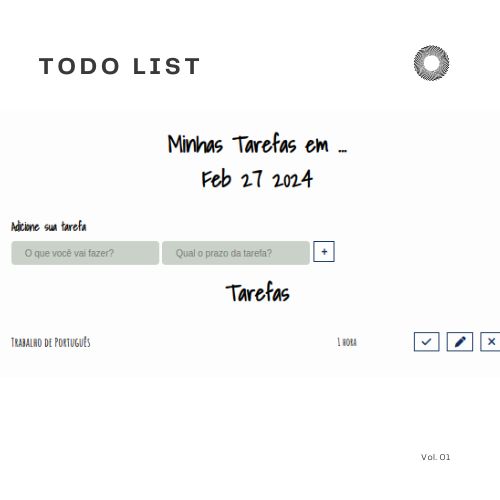 TODO LIST
Minhas Tarefas em ...
Feb 27 2024
Adicione sua tarefa
O que você vai fazer? Qual o prazo da tarefa? +
Tarefas
Trabalho de Português 1 hora
Vol. 01